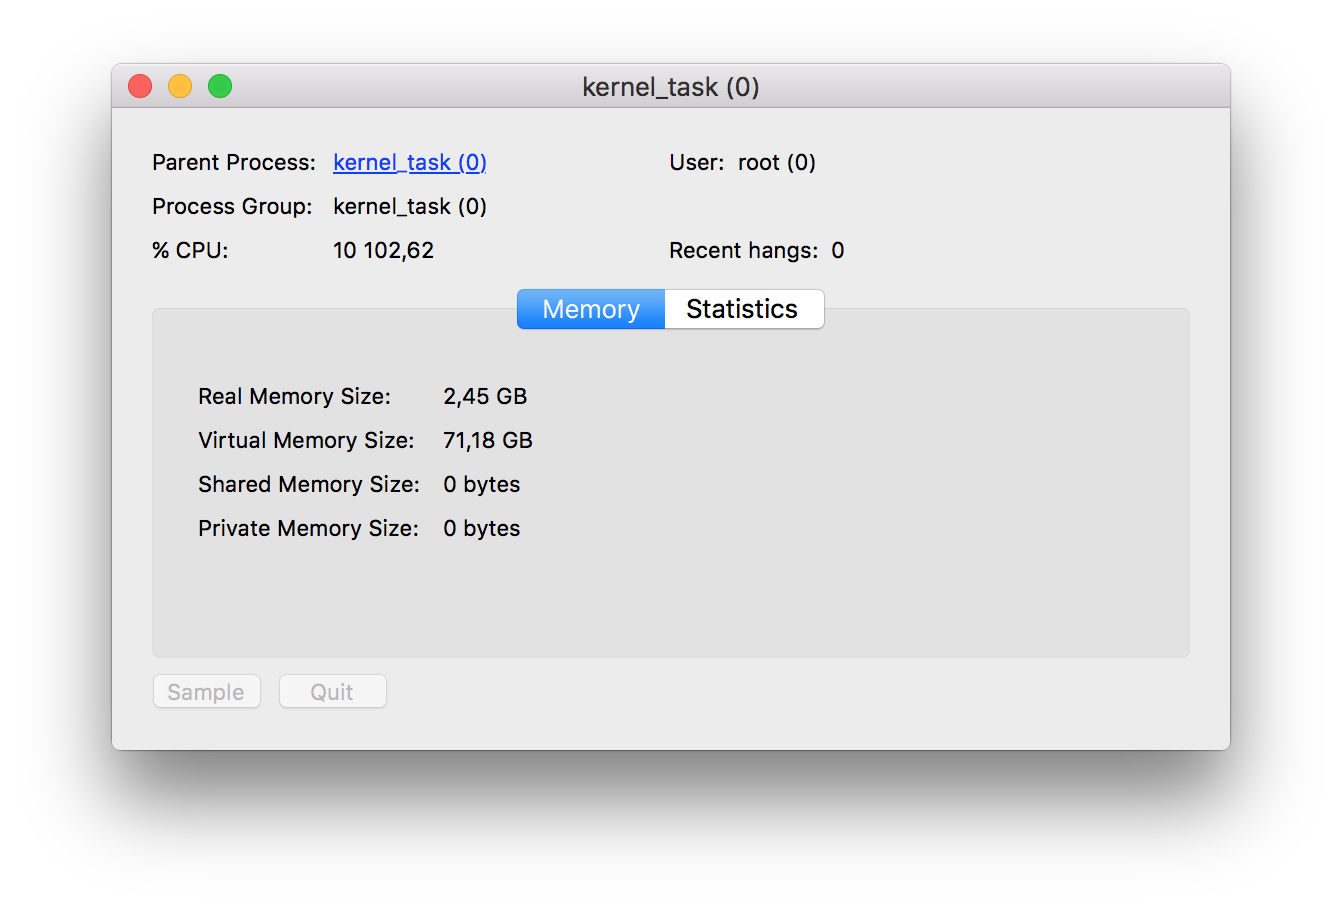 kernel_task (0)
Parent Process: kernel_task (0) User: root (0)
Process Group: kernel_task (0)
% CPU: 10 102,62 Recent hangs: 0
Memory Statistics
Real Memory Size: 2,45 GB
Virtual Memory Size: 71,18 GB
Shared Memory Size: 0 bytes
Private Memory Size: 0 bytes
Sample Quit